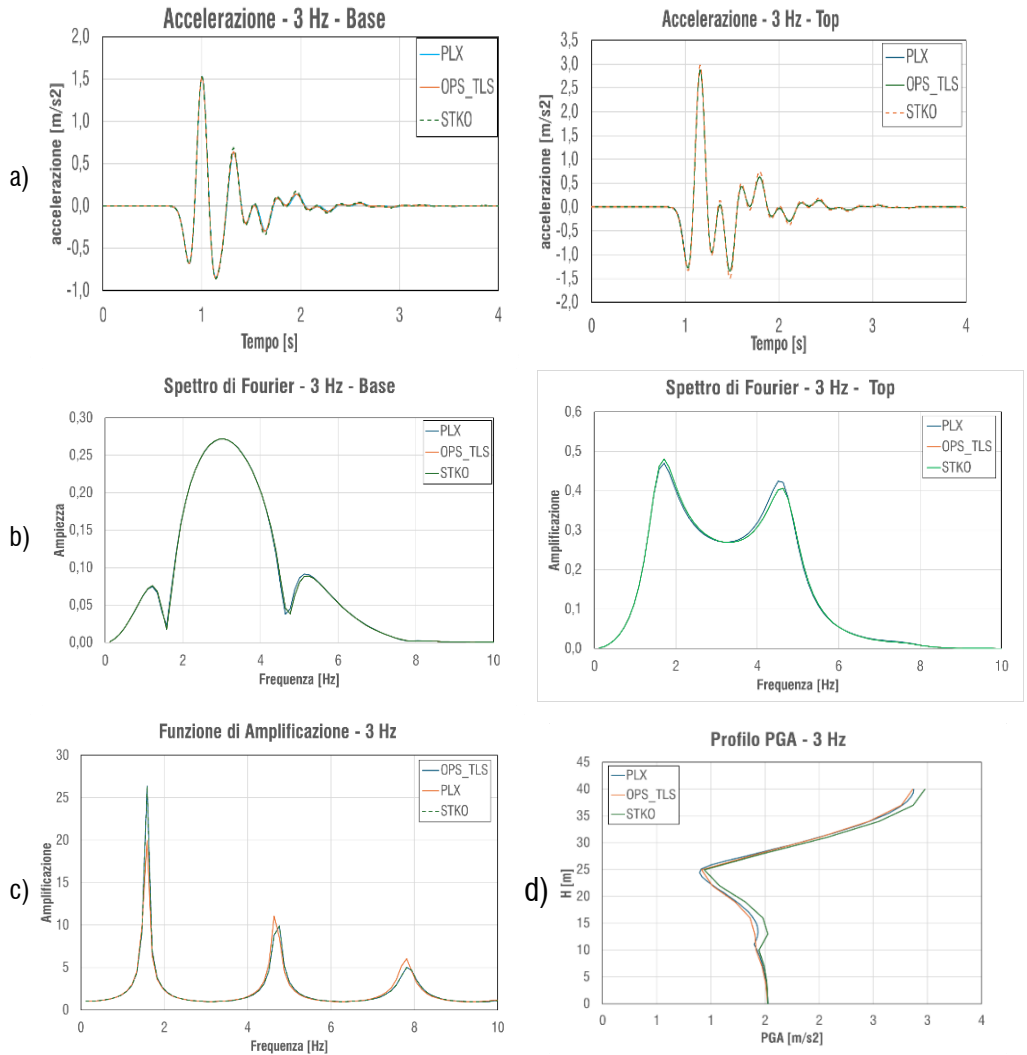 Accelerazione - 3 Hz - Base
2,0
1,5
1,0
0,5
0,0
-0,5
-1,0
accelerazione [m/s2]
PLX
OPS_TLS
STKO
0 1 2 3 4
Tempo [s]
Accelerazione - 3 Hz - Top
3,5
3,0
2,5
2,0
1,5
1,0
0,5
0,0
-0,5
-1,0
-1,5
-2,0
accelerazione [m/s2]
PLX
OPS_TLS
STKO
0 1 2 3 4
Tempo [s]
a)
Spettro di Fourier - 3 Hz - Base
0,30
0,25
0,20
0,15
0,10
0,05
0,00
Ampiezza
PLX
OPS_TLS
STKO
0 2 4 6 8 10
Frequenza [Hz]
Spettro di Fourier - 3 Hz - Top
0,6
0,5
0,4
0,3
0,2
0,1
0,0
Amplificazione
PLX
OPS_TLS
STKO
0 2 4 6 8 10
Frequenza [Hz]
b)
Funzione di Amplificazione - 3 Hz
30
25
20
15
10
5
0
Amplificazione
OPS_TLS
PLX
STKO
0 2 4 6 8 10
Frequenza [Hz]
c)
Profilo PGA - 3 Hz
45
40
35
30
25
20
15
10
5
0
H [m]
PLX
OPS_TLS
STKO
0 1 1 2 2 3 3 4
PGA [m/s2]
d)